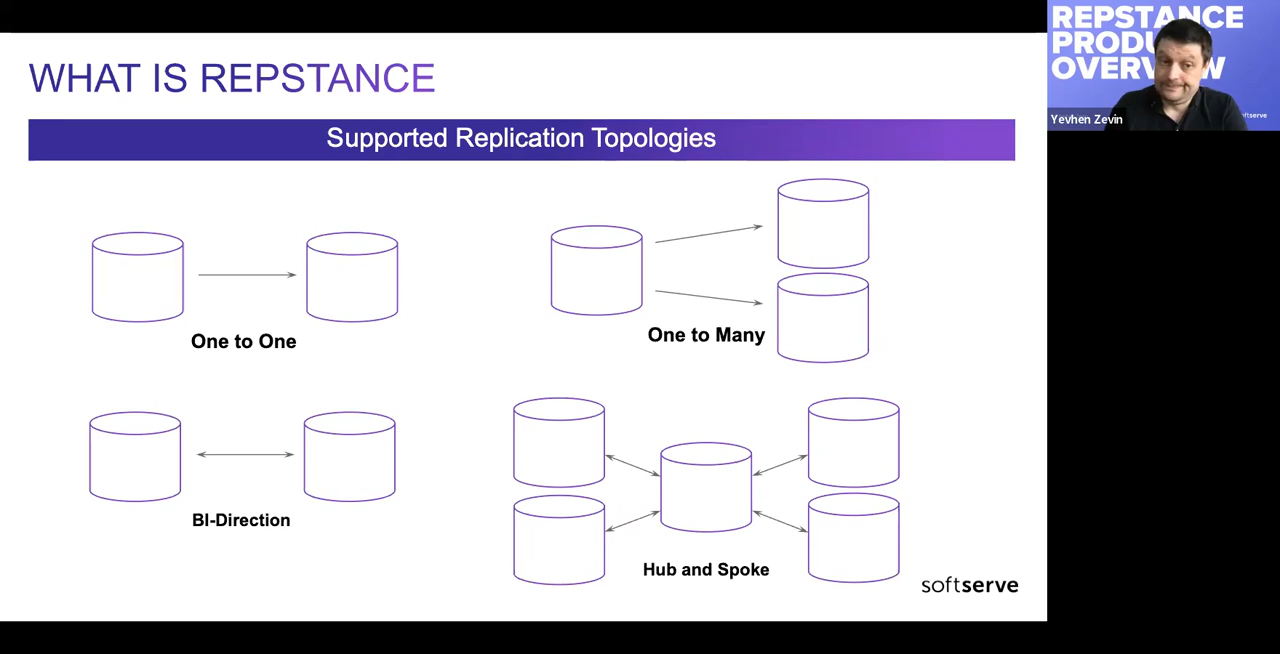 WHAT IS REPSTANCE
Supported Replication Topologies
One to One
One to Many
BI-Direction
Hub and Spoke
softserve
REPSTANCE
Yevhen Zevin